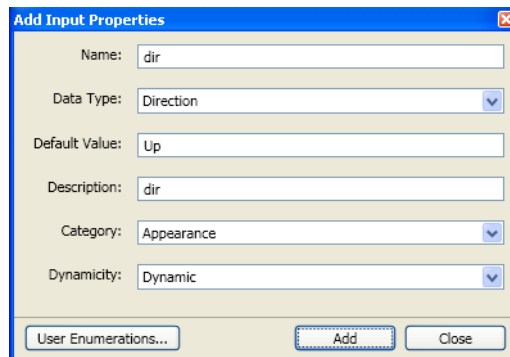 Add Input Properties
Name: dir
Data Type: Direction
Default Value: Up
Description: dir
Category: Appearance
Dynamicity: Dynamic
User Enumerations... Add Close